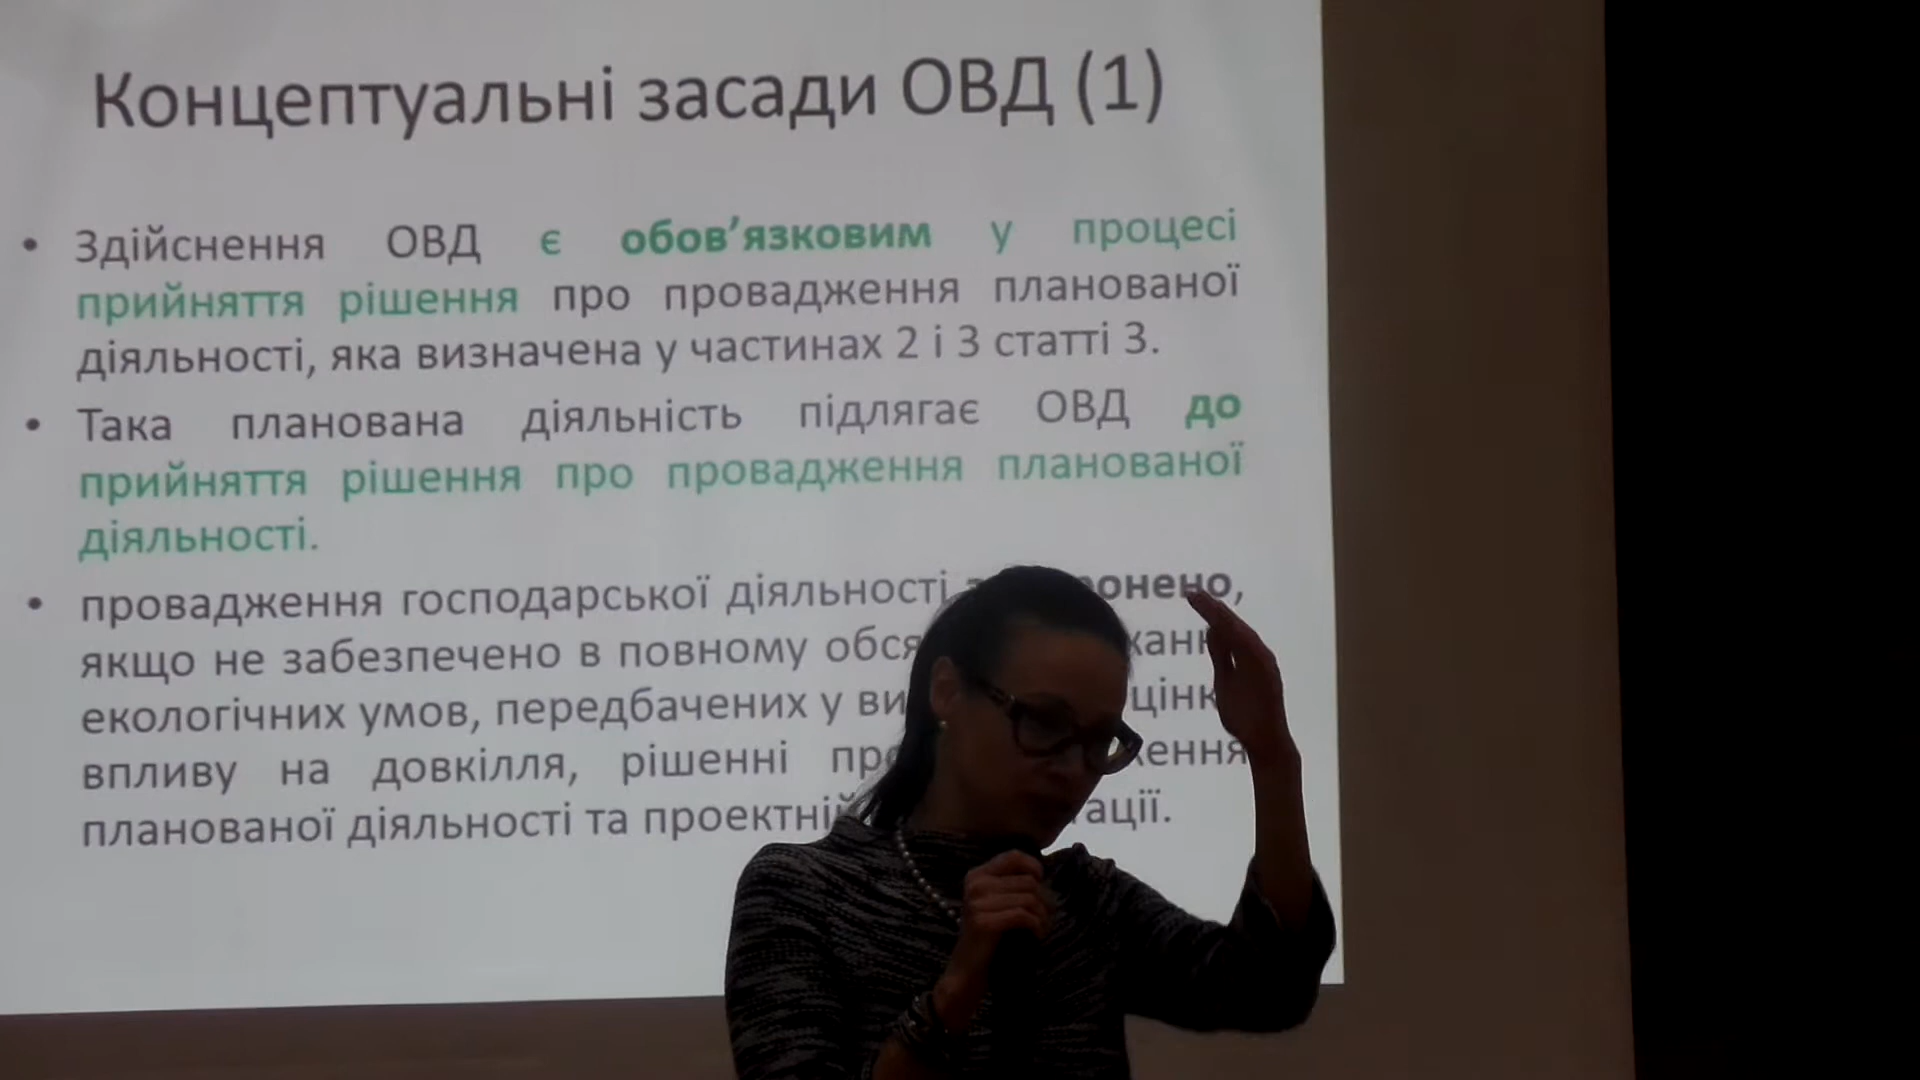 Концептуальні засади ОВД (1)
• Здійснення ОВД є обов’язковим у процесі
прийняття рішення про провадження планованої
діяльності, яка визначена у частинах 2 і 3 статті 3.
• Така планована діяльність підлягає ОВД до
прийняття рішення про провадження планованої
діяльності.
• провадження господарської діяльності
якщо не забезпечено в повному
екологічних умов, передбачених у
впливу на довкілля, рішенні
планованої діяльності та